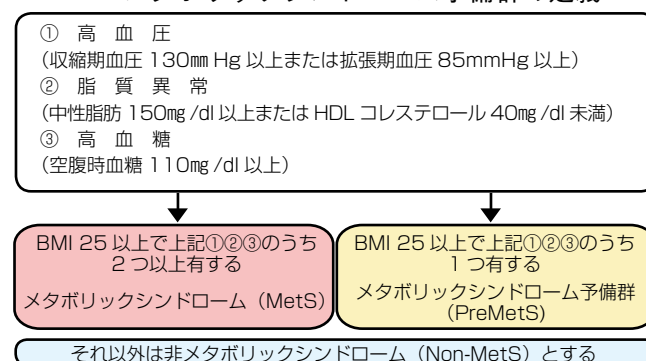 ① 高 血 圧
(収縮期血圧 130㎜ Hg 以上または拡張期血圧 85mmHg 以上)
② 脂 質 異 常
(中性脂肪 150㎎ /dl 以上または HDL コレステロール 40㎎ /dl 未満)
③ 高 血 糖
(空腹時血糖 110㎎ /dl 以上)
BMI 25 以上で上記①②③のうち
2 つ以上有する
メタボリックシンドローム(MetS)
BMI 25 以上で上記①②③のうち
1 つ有する
メタボリックシンドローム予備群
(PreMetS)
それ以外は非メタボリックシンドローム(Non-MetS)とする